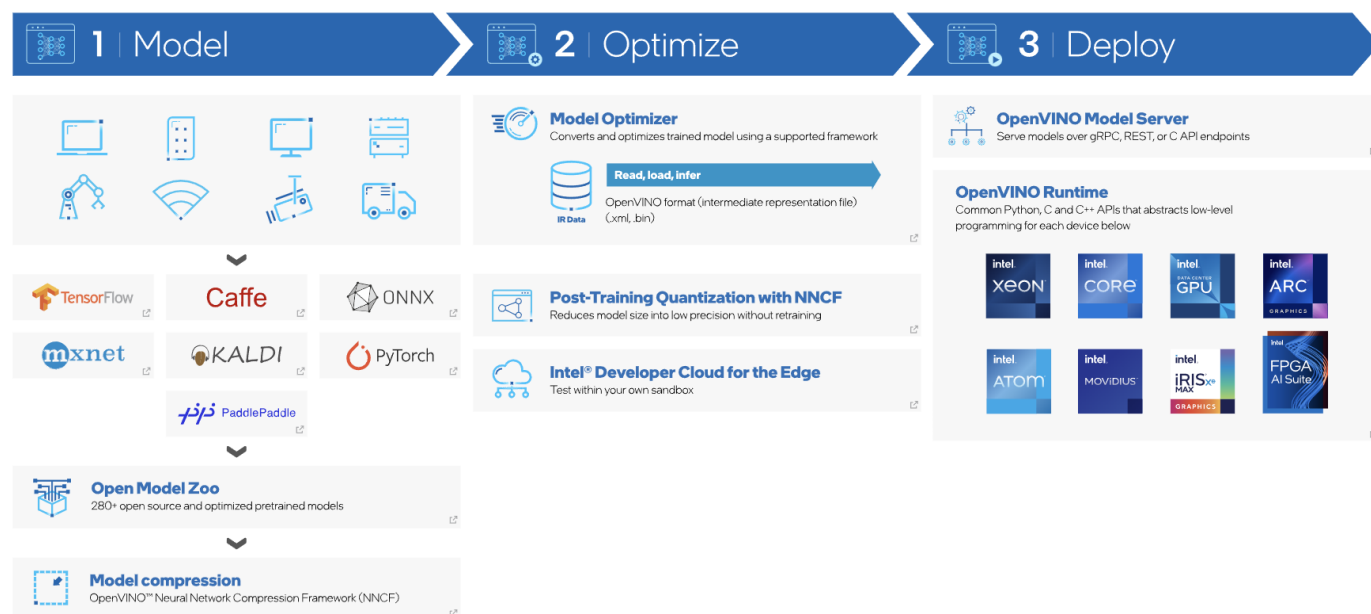 1 | Model
2 | Optimize
3 | Deploy
TensorFlow
Caffe
ONNX
mxnet
KALDI
PyTorch
PaddlePaddle
Open Model Zoo
280+ open source and optimized pretrained models
Model compression
OpenVINO™ Neural Network Compression Framework (NNCF)
Model Optimizer
Converts and optimizes trained model using a supported framework
IR Data
Read, load, infer
OpenVINO format (intermediate representation file)
(.xml, .bin)
Post-Training Quantization with NNCF
Reduces model size into low precision without retraining
Intel® Developer Cloud for the Edge
Test within your own sandbox
OpenVINO Model Server
Serve models over gRPC, REST, or C API endpoints
OpenVINO Runtime
Common Python, C and C++ APIs that abstracts low-level
programming for each device below
intel.
xeon
intel.
core
intel.
DATA CENTER
GPU
intel.
ARC
GRAPHICS
intel.
ATOM
intel.
MOVIDIUS
intel.
iRIS Xe
MAX
GRAPHICS
intel
FPGA
AI Suite